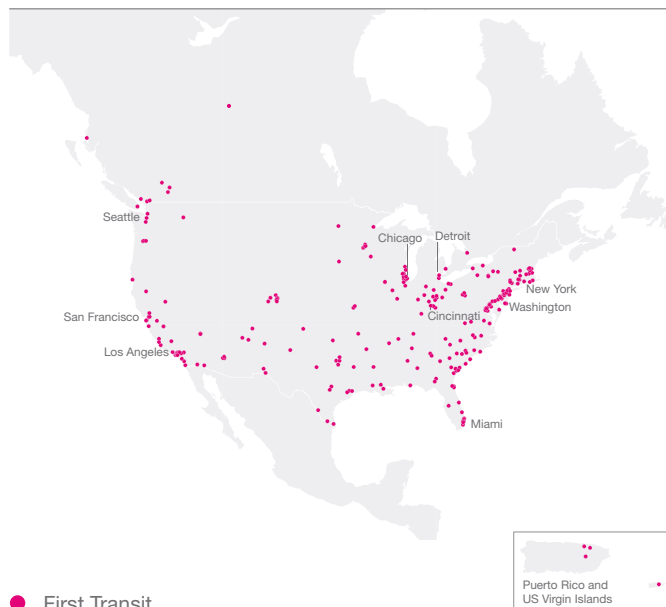 Seattle
Chicago
Detroit
New York
Washington
San Francisco
Cincinnati
Los Angeles
Miami
Puerto Rico and
US Virgin Islands
First Transit